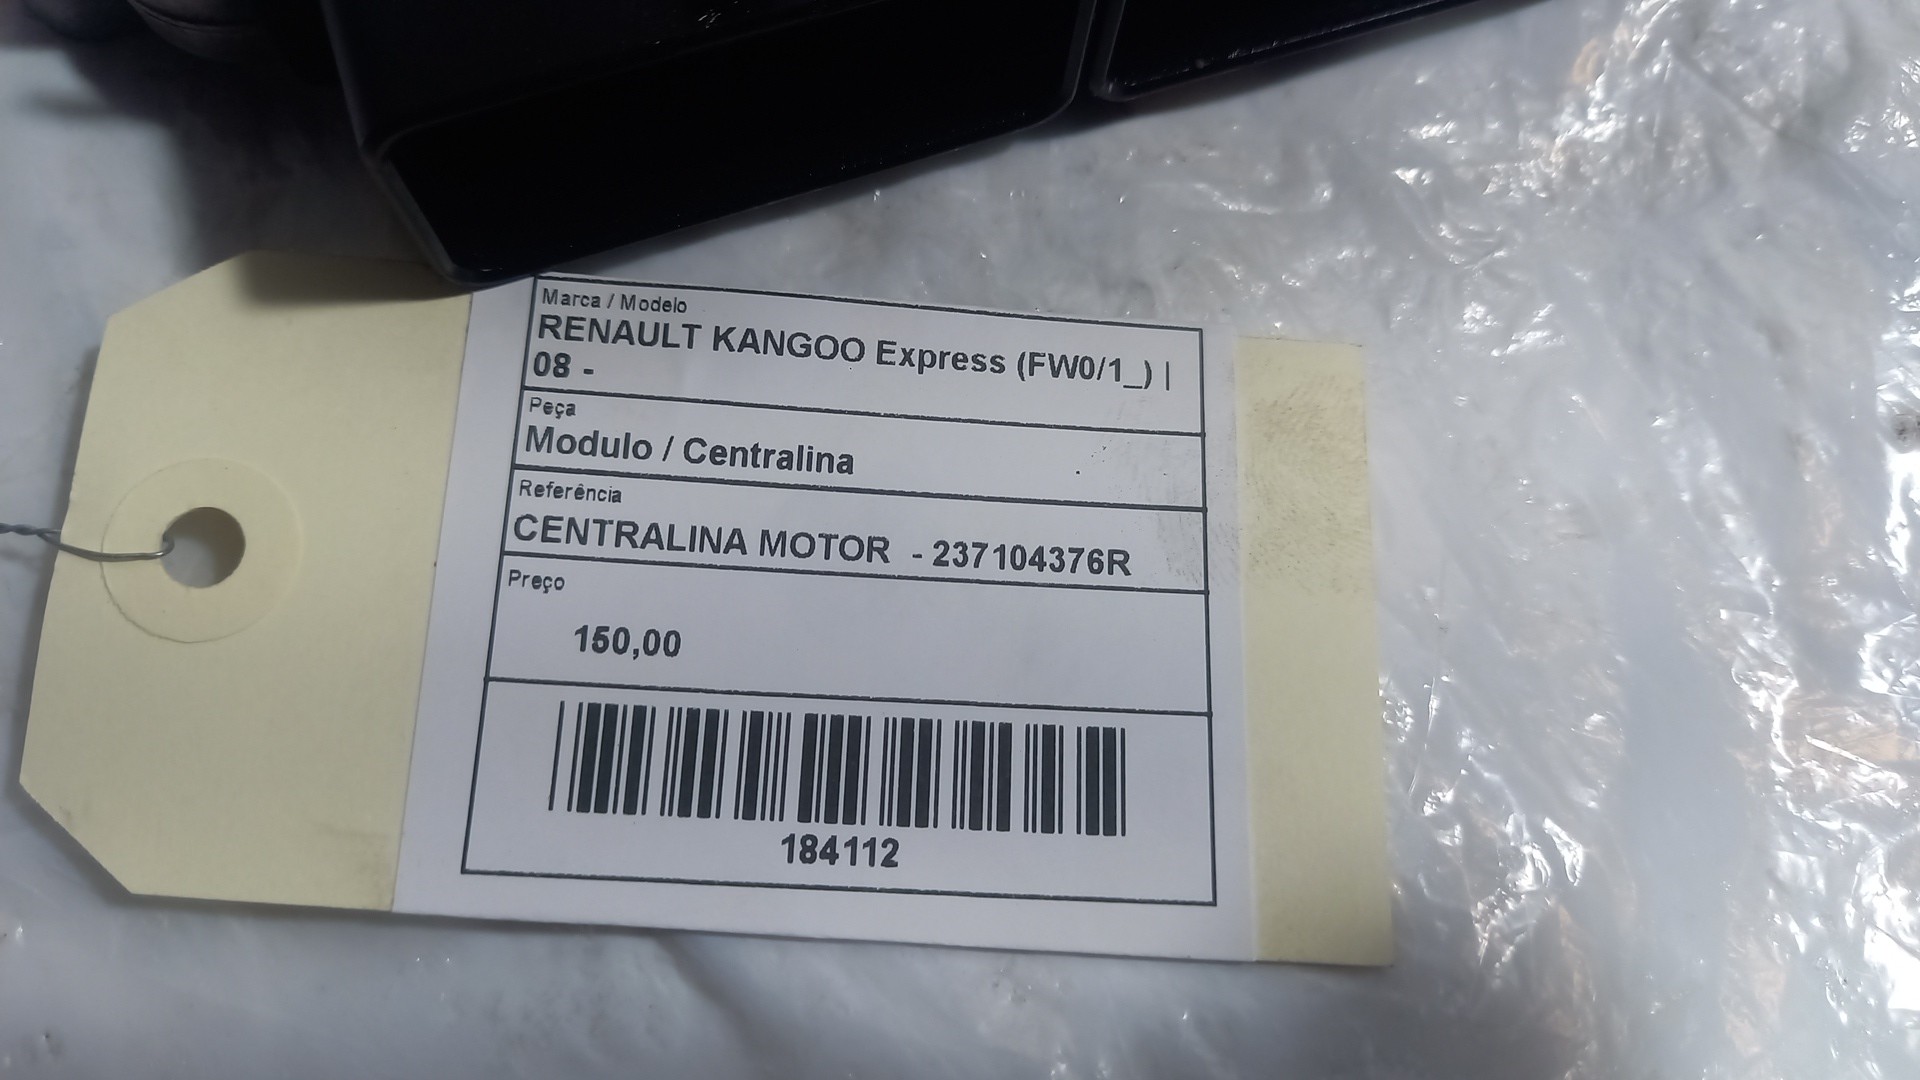 Marca / Modelo
RENAULT KANGOO Express (FW0/1_) |
08 -
Peça
Modulo / Centralina
Referência
CENTRALINA MOTOR - 237104376R
Preço
150,00
184112